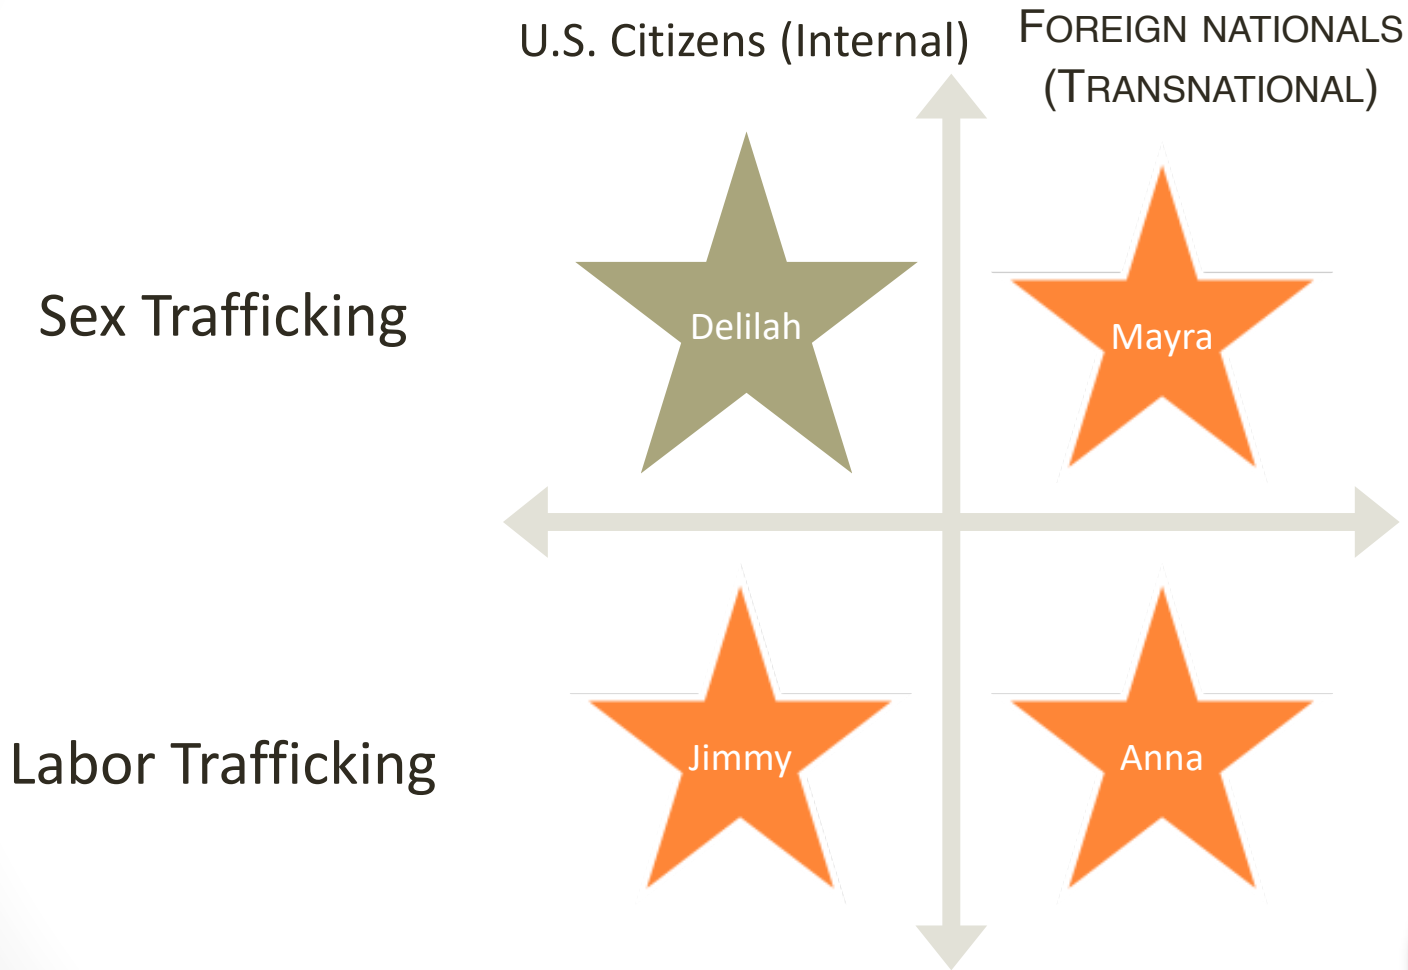 U.S. Citizens (Internal)
FOREIGN NATIONALS
(TRANSNATIONAL)
Sex Trafficking
Delilah
Mayra
Labor Trafficking
Jimmy
Anna